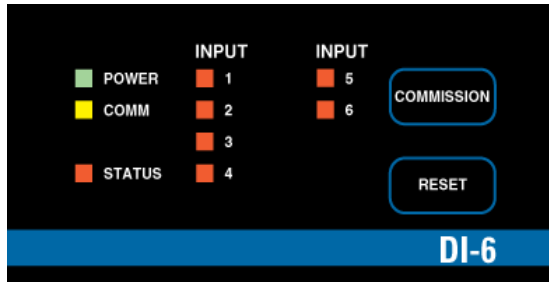 INPUT INPUT
POWER 1 5
COMM 2 6
COMMISSION
3
STATUS 4
RESET
DI-6